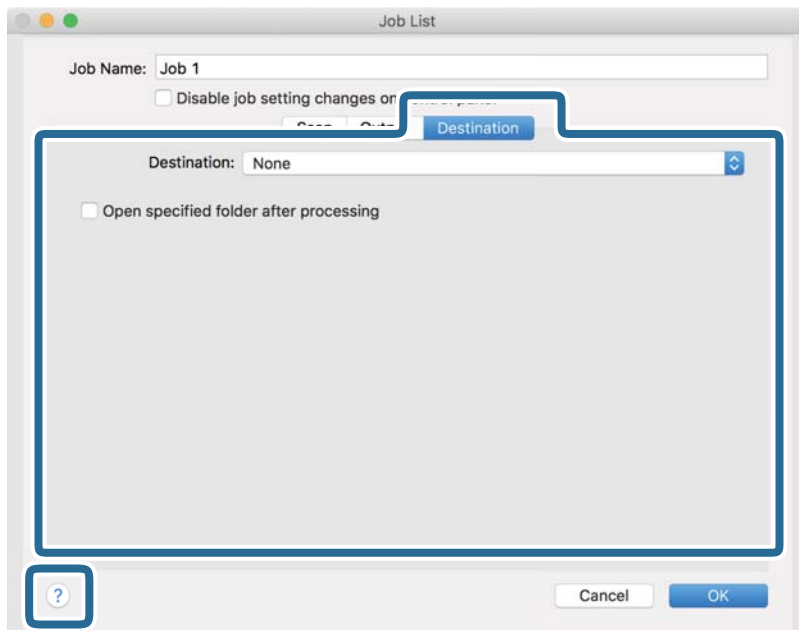 Job List
Job Name: Job 1
Disable job setting changes on
Destination
Destination: None
Open specified folder after processing
? Cancel OK